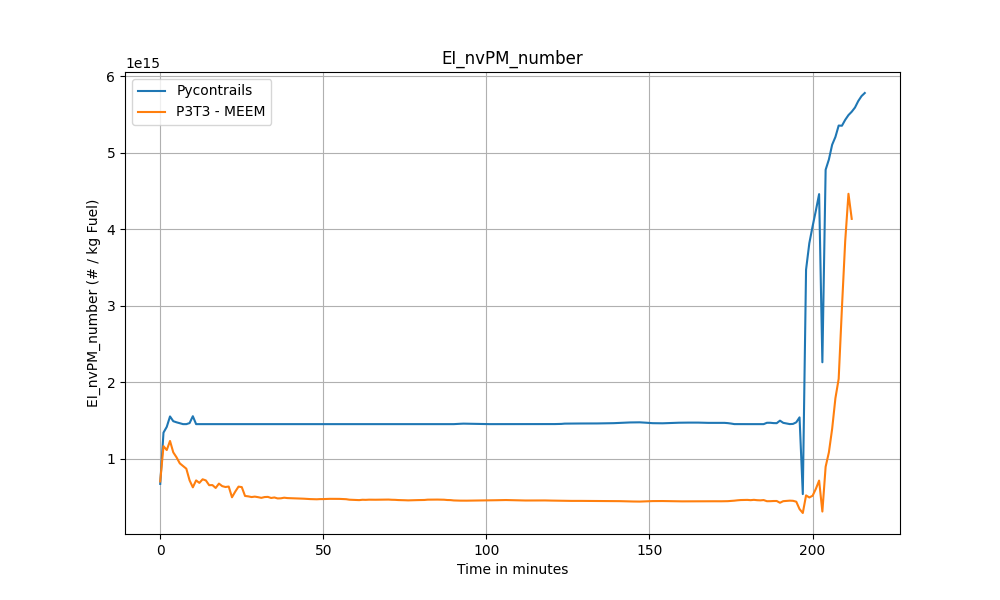 EI_nvPM_number
1e15
Pycontrails
P3T3 - MEEM
6
5
4
3
2
1
EI_nvPM_number (# / kg Fuel)
0
50
100
150
200
Time in minutes